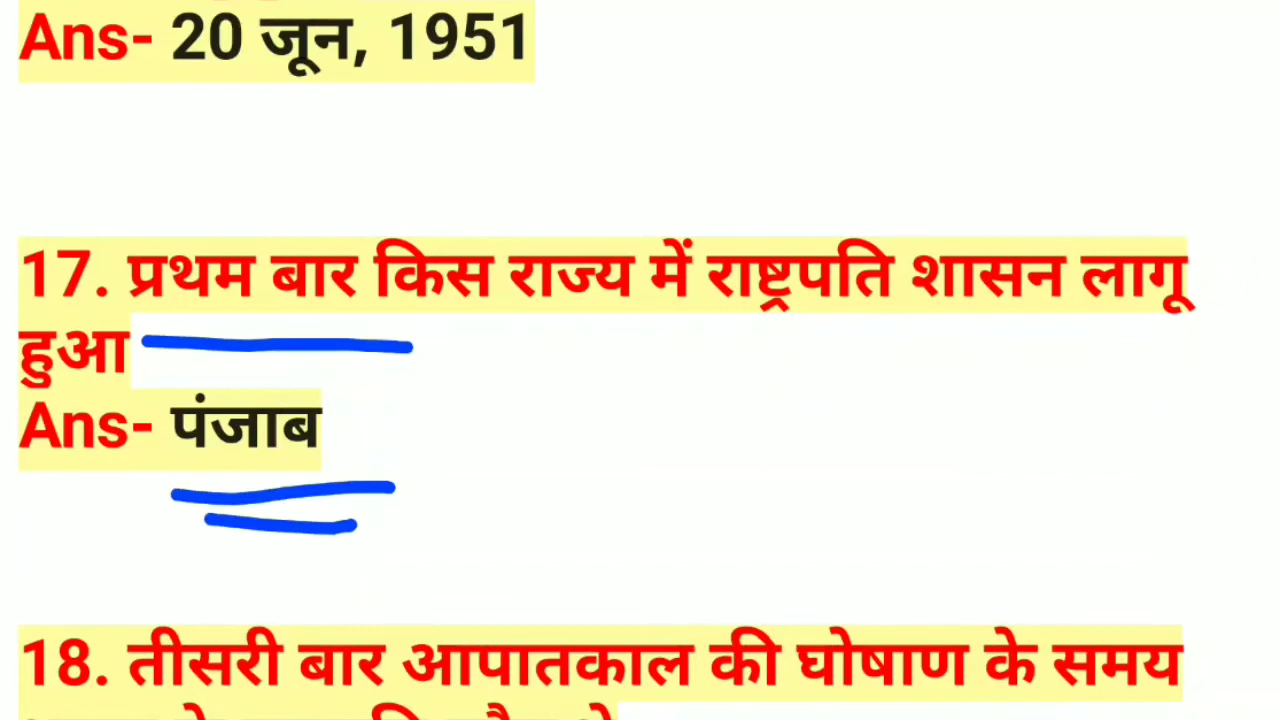 Ans- 20 जून, 1951
17. प्रथम बार किस राज्य में राष्ट्रपति शासन लागू
हुआ
Ans- पंजाब
18. तीसरी बार आपातकाल की घोषाण के समय